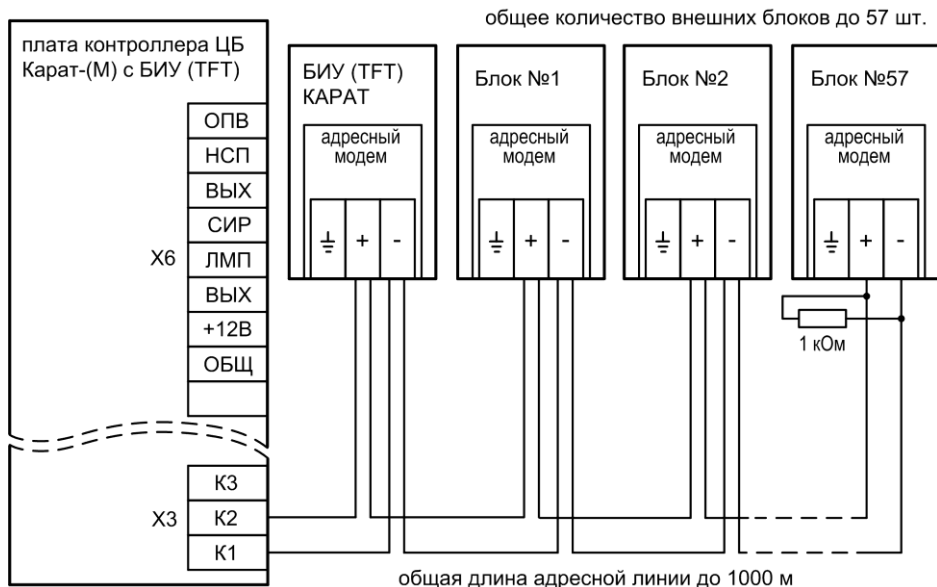 общее количество внешних блоков до 57 шт.
плата контроллера ЦБ
Карат-(М) с БИУ (TFT)
ОПВ
НСП
ВЫХ
СИР
X6
ЛМП
ВЫХ
+12В
ОБЩ
К3
X3
К2
К1
БИУ (TFT)
КАРАТ
адресный
модем
+
-
Блок №1
адресный
модем
+
-
Блок №2
адресный
модем
+
-
Блок №57
адресный
модем
+
-
1 кОм
общая длина адресной линии до 1000 м